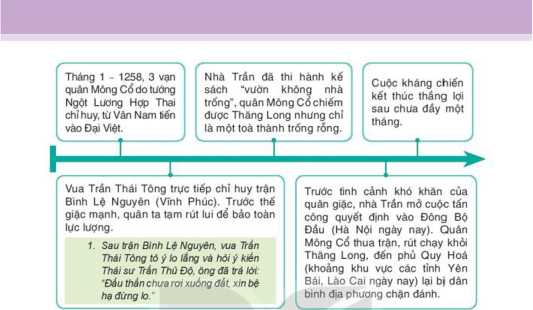 Tháng 1 - 1258, 3 vạn
quân Mông Cổ do tướng
Ngột Lương Hợp Thai
chỉ huy, từ Vân Nam tiến
vào Đại Việt.
Nhà Trần đã thi hành kế
sách “vườn không nhà
trống”, quân Mông Cổ chiếm
được Thăng Long nhưng chỉ
là một toà thành trống rỗng.
Cuộc kháng chiến
kết thúc thắng lợi
sau chưa đầy một
tháng.
Vua Trần Thái Tông trực tiếp chỉ huy trận
Bình Lệ Nguyên (Vĩnh Phúc). Trước thế
giặc mạnh, quân ta tạm rút lui để bảo toàn
lực lượng.
1. Sau trận Bình Lệ Nguyên, vua Trần
Thái Tông tỏ ý lo lắng và hỏi ý kiến
Thái sư Trần Thủ Độ, ông đã trả lời:
“Đầu thần chưa rơi xuống đất, xin bệ
hạ đừng lo.”
Trước tình cảnh khó khăn của
quân giặc, nhà Trần mở cuộc tấn
công quyết định vào Đông Bộ
Đầu (Hà Nội ngày nay). Quân
Mông Cổ thua trận, rút chạy khỏi
Thăng Long, đến phủ Quy Hoá
(khoảng khu vực các tỉnh Yên
Bái, Lào Cai ngày nay) lại bị dân
binh địa phương chặn đánh.